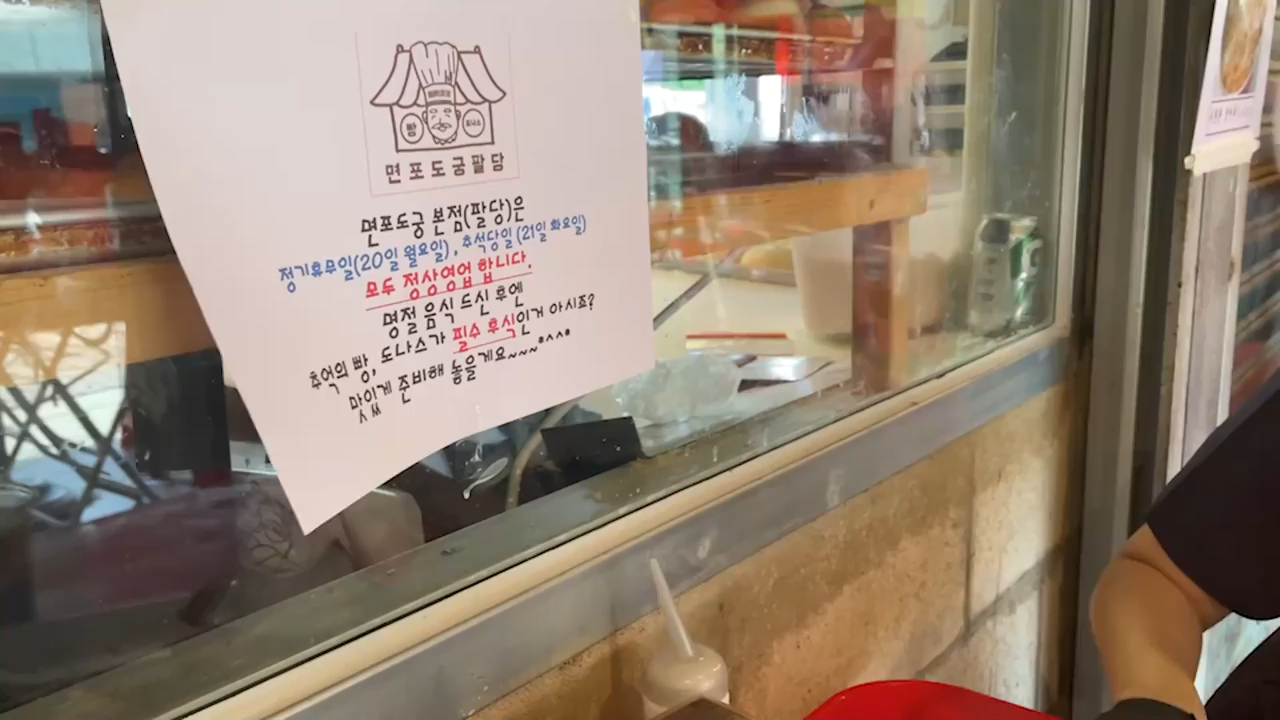 빵
도나스
면포도궁팔당
면포도궁 본점(팔당)은
정기휴무일(20일 월요일), 추석당일(21일 화요일)
모두 정상영업 합니다.
명절 음식 드신 후엔
추억의 빵, 도나스가 필수 후식인거 아시죠?
맛있게 준비해 놓을게요~~~*^^*